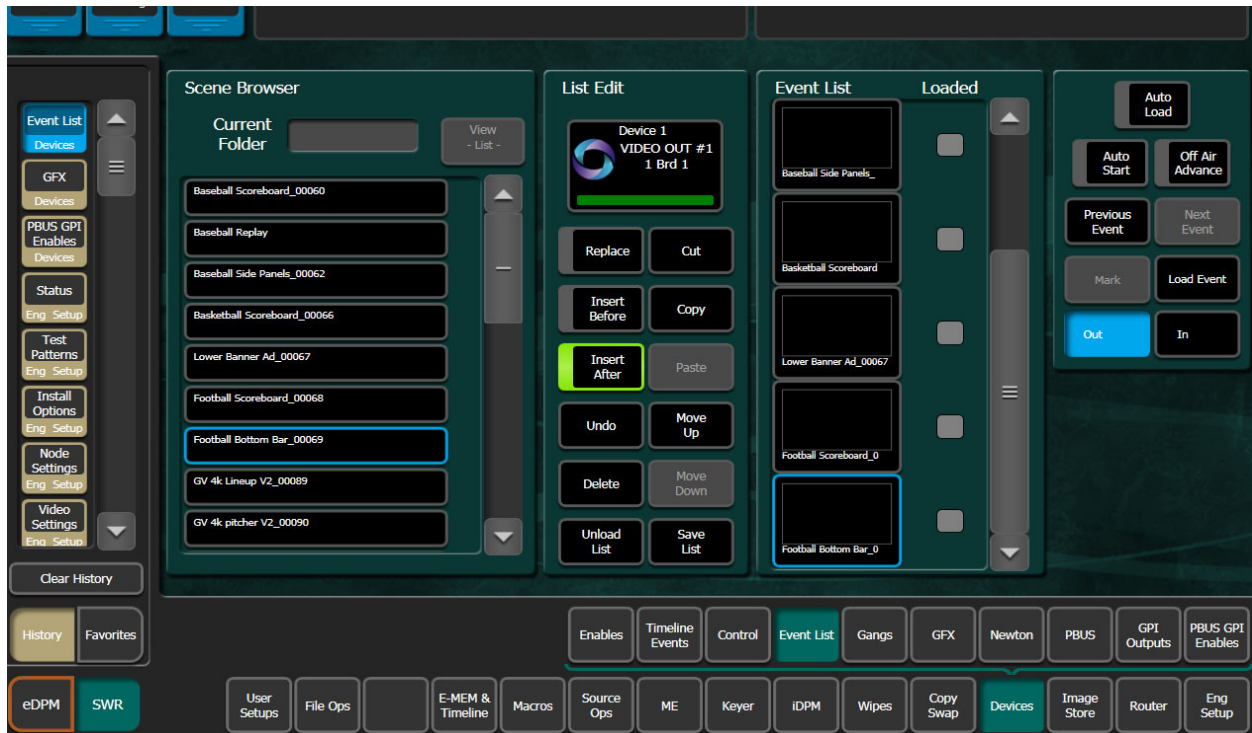 Event List
Devices
GFX
Devices
PBUS GPI
Enables
Devices
Status
Eng Setup
Test
Patterns
Eng Setup
Install
Options
Eng Setup
Node
Settings
Eng Setup
Video
Settings
Eng Setup
Clear History
History
Favorites
eDPM
SWR
Scene Browser
Current
Folder
View
- List -
Baseball Scoreboard_00060
Baseball Replay
Baseball Side Panels_00062
Basketball Scoreboard_00066
Lower Banner Ad_00067
Football Scoreboard_00068
Football Bottom Bar_00069
GV 4k Lineup V2_00089
GV 4k pitcher V2_00090
List Edit
Device 1
VIDEO OUT #1
1 Brd 1
Replace
Cut
Insert
Before
Copy
Insert
After
Paste
Undo
Move
Up
Delete
Move
Down
Unload
List
Save
List
Event List
Loaded
Baseball Side Panels_
Basketball Scoreboard
Lower Banner Ad_00067
Football Scoreboard_0
Football Bottom Bar_0
Auto
Load
Auto
Start
Off Air
Advance
Previous
Event
Next
Event
Mark
Load Event
Out
In
Enables
Timeline
Events
Control
Event List
Gangs
GFX
Newton
PBUS
GPI
Outputs
PBUS GPI
Enables
User
Setups
File Ops
E-MEM &
Timeline
Macros
Source
Ops
ME
Keyer
iDPM
Wipes
Copy
Swap
Devices
Image
Store
Router
Eng
Setup